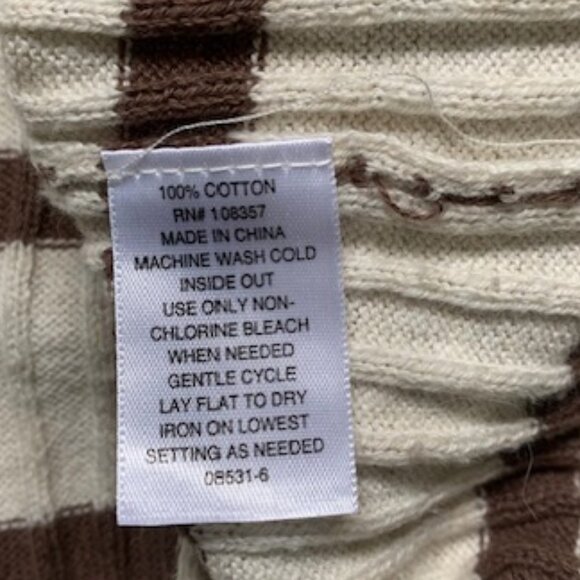 100% COTTON
RN# 108357
MADE IN CHINA
MACHINE WASH COLD
INSIDE OUT
USE ONLY NON-
CHLORINE BLEACH
WHEN NEEDED
GENTLE CYCLE
LAY FLAT TO DRY
IRON ON LOWEST
SETTING AS NEEDED
08531-6